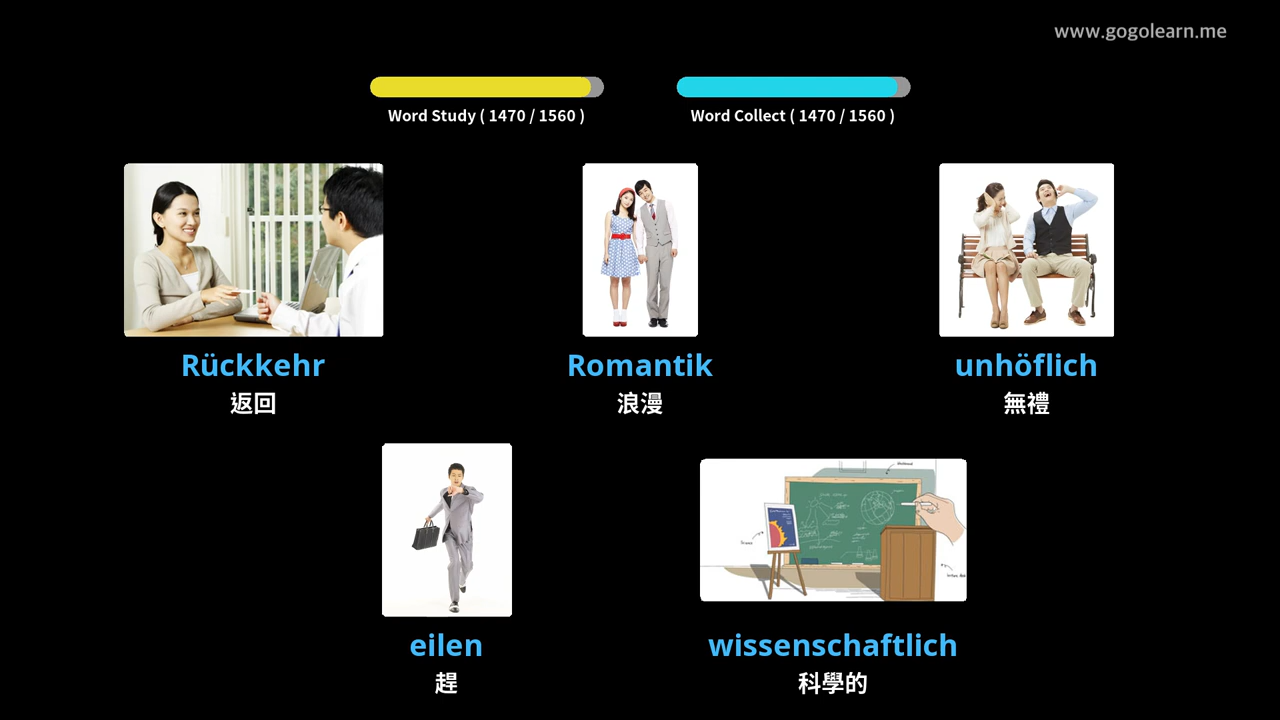 www.gogolearn.me
Word Study ( 1470 / 1560 )
Word Collect ( 1470 / 1560 )
Rückkehr
返回
Romantik
浪漫
unhöflich
無禮
eilen
趕
wissenschaftlich
科學的